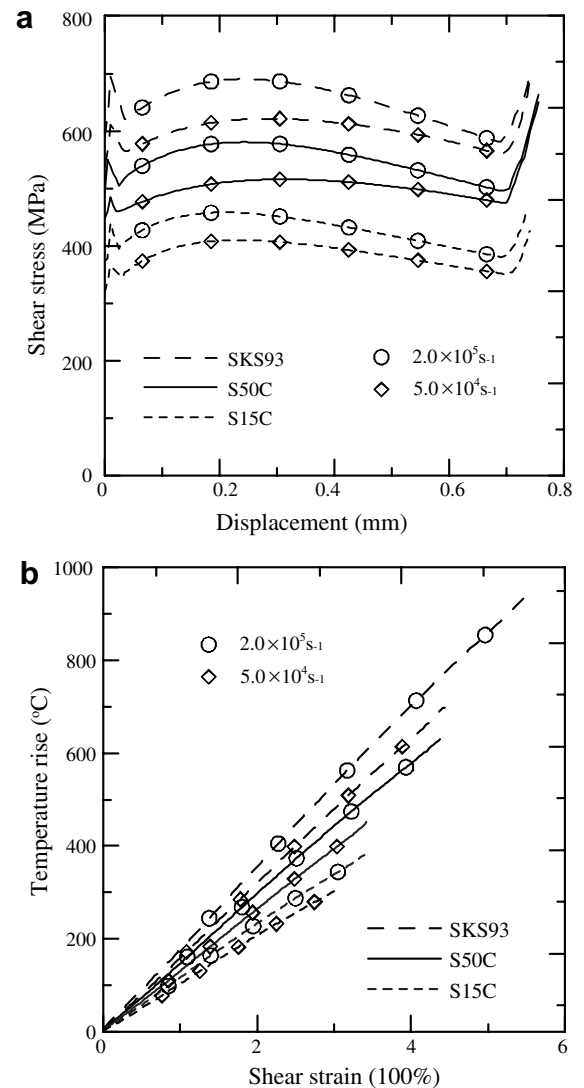 a
800
600
400
200
0
Shear stress (MPa)
SKS93
S50C
S15C
2.0×10⁵s-1
5.0×10⁴s-1
0
0.2
0.4
0.6
0.8
Displacement (mm)
b
1000
800
600
400
200
0
Temperature rise (°C)
2.0×10⁵s-1
5.0×10⁴s-1
SKS93
S50C
S15C
0
2
4
6
Shear strain (100%)